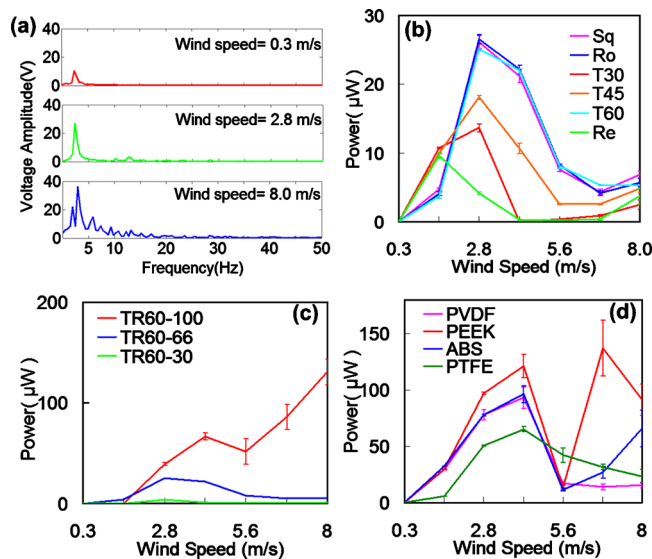 (a)
Voltage Amplitude(V)
40
20
0
Wind speed= 0.3 m/s
40
20
0
Wind speed= 2.8 m/s
40
20
0
Wind speed= 8.0 m/s
5 10 20 30 40 50
Frequency(Hz)
(b)
Power( µW)
30
20
10
0
Sq
Ro
T30
T45
T60
Re
0.3 2.8 5.6 8.0
Wind Speed (m/s)
(c)
Power( µW )
200
100
0
TR60-100
TR60-66
TR60-30
0.3 2.8 5.6 8
Wind Speed (m/s)
(d)
Power( µW)
150
100
50
0
PVDF
PEEK
ABS
PTFE
0.3 2.8 5.6 8
Wind Speed (m/s)